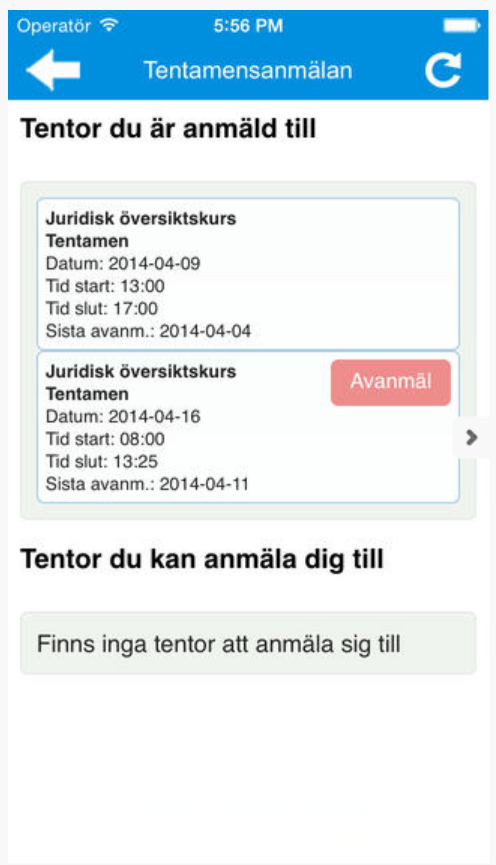 Operatör 5:56 PM
Tentamensanmälan
Tentor du är anmäld till
Juridisk översiktskurs
Tentamen
Datum: 2014-04-09
Tid start: 13:00
Tid slut: 17:00
Sista avanm.: 2014-04-04
Juridisk översiktskurs
Avanmäl
Tentamen
Datum: 2014-04-16
Tid start: 08:00
Tid slut: 13:25
Sista avanm.: 2014-04-11
Tentor du kan anmäla dig till
Finns inga tentor att anmäla sig till